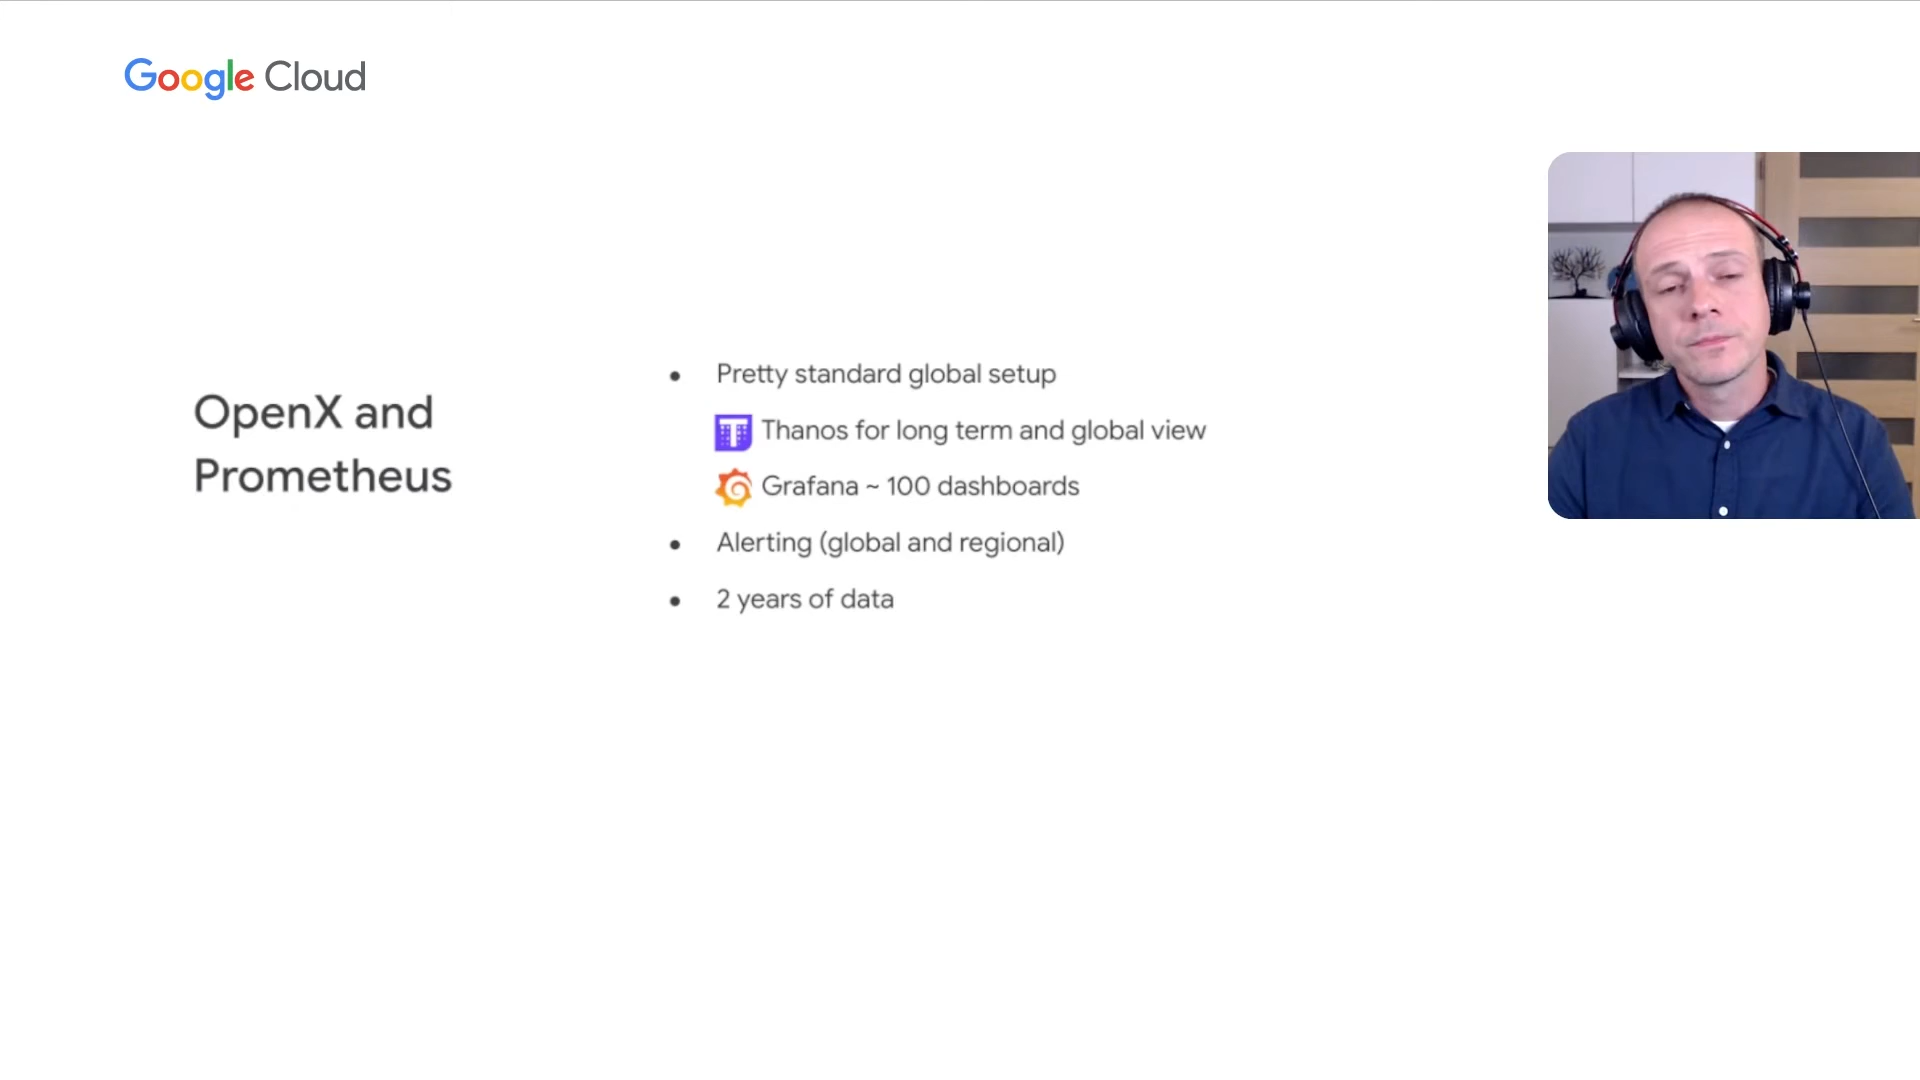 Google Cloud
OpenX and
Prometheus
Pretty standard global setup
Thanos for long term and global view
Grafana ~ 100 dashboards
Alerting (global and regional)
2 years of data